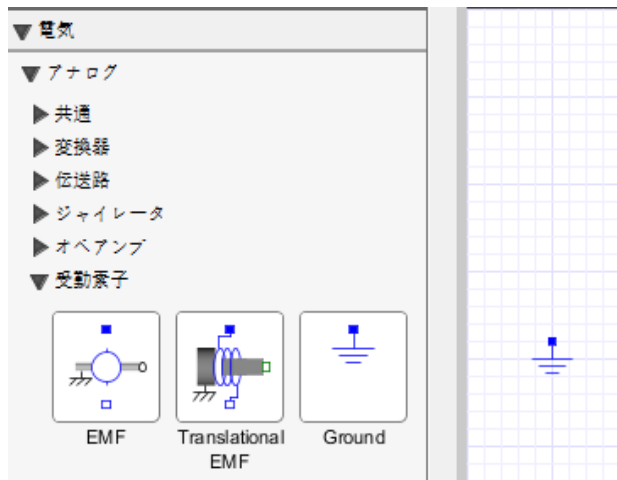 電気
アナログ
共通
変換器
伝送路
ジャイレータ
オペアンプ
受動素子
EMF
Translational
EMF
Ground